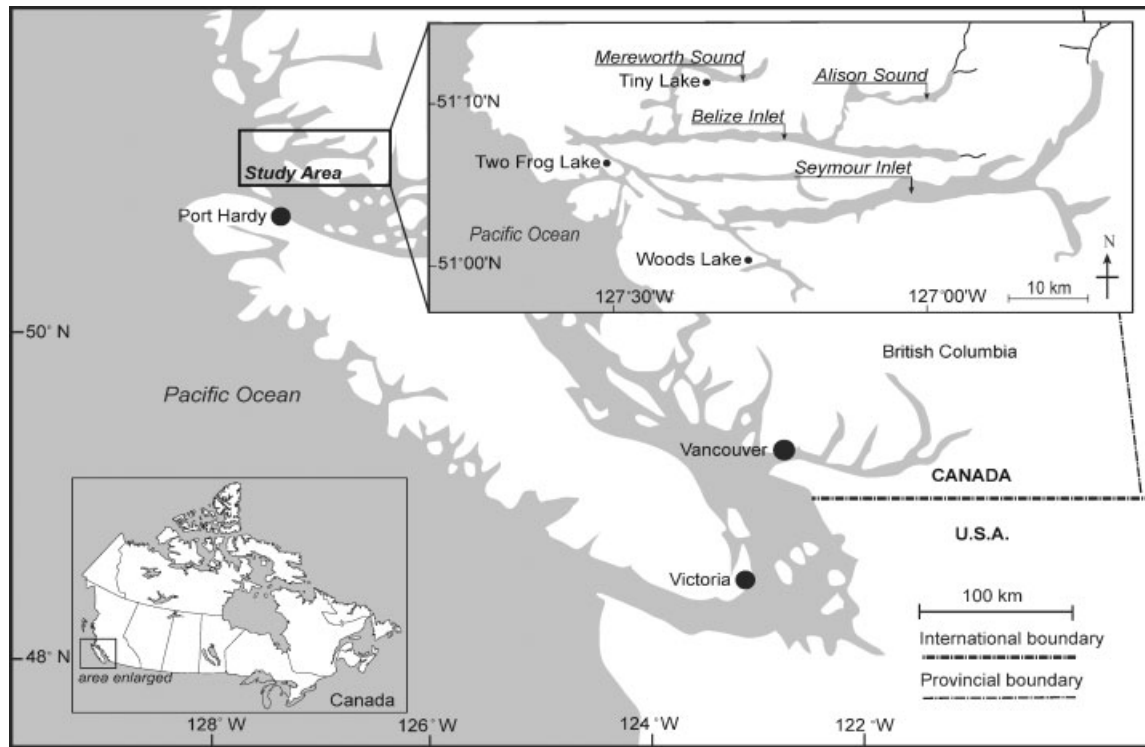 Mereworth Sound
Tiny Lake
Alison Sound
51°10'N
Belize Inlet
Two Frog Lake
Seymour Inlet
Pacific Ocean
Woods Lake
51°00'N
127°30'W
127°00'W
10 km
N
Study Area
Port Hardy
50° N
British Columbia
Pacific Ocean
Vancouver
CANADA
U.S.A.
Victoria
100 km
International boundary
Provincial boundary
48° N
area enlarged
Canada
128° W
126° W
124° W
122° W